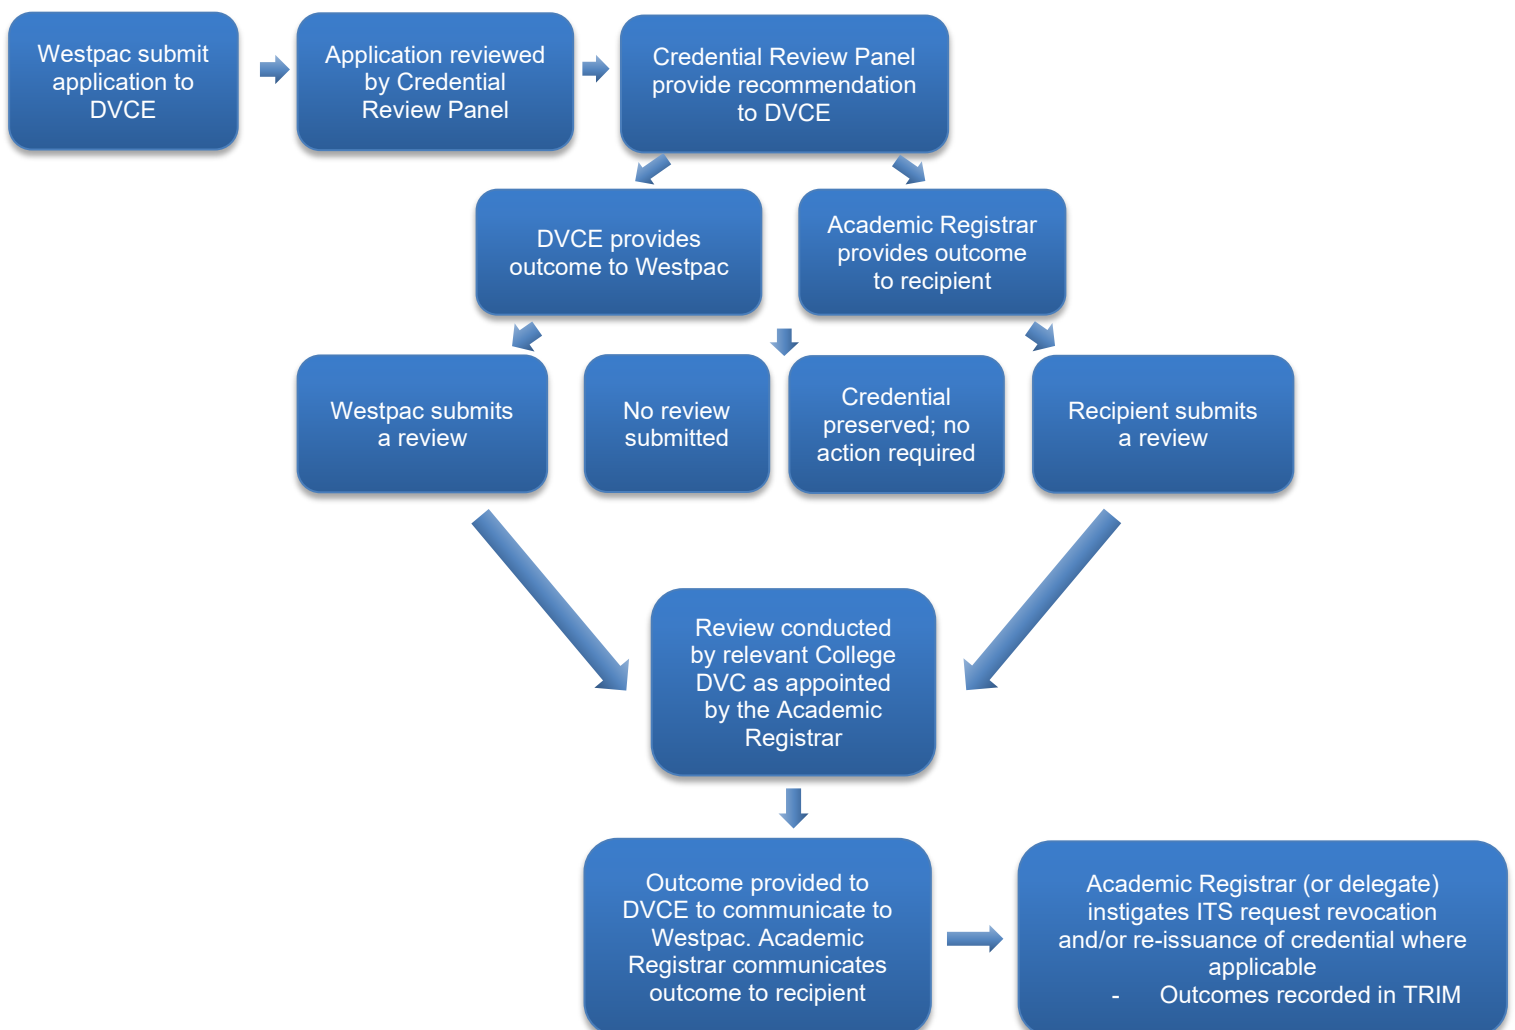 Westpac submit
application to
DVCE
Application reviewed
by Credential
Review Panel
Credential Review Panel
provide recommendation
to DVCE
DVCE provides
outcome to Westpac
Academic Registrar
provides outcome
to recipient
Westpac submits
a review
No review
submitted
Credential
preserved; no
action required
Recipient submits
a review
Review conducted
by relevant College
DVC as appointed
by the Academic
Registrar
Outcome provided to
DVCE to communicate to
Westpac. Academic
Registrar communicates
outcome to recipient
Academic Registrar (or delegate)
instigates ITS request revocation
and/or re-issuance of credential where
applicable
- Outcomes recorded in TRIM